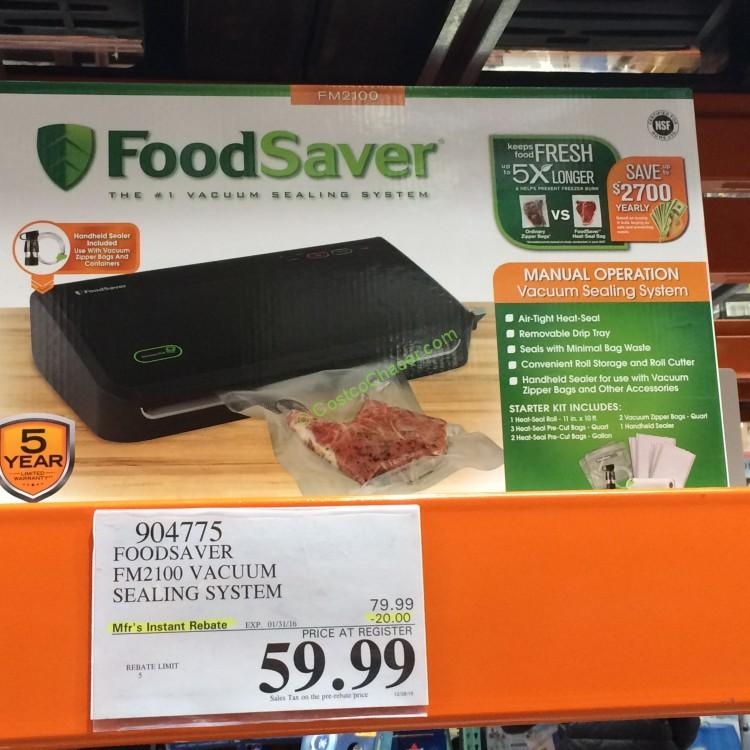 FM2100
FoodSaver
THE #1 VACUUM SEALING SYSTEM
keeps food FRESH
up to 5X LONGER
& HELPS PREVENT FREEZER BURN
Ordinary Zipper Bags*
VS
FoodSaver® Heat-Seal Bag
SAVE up to
$2700
YEARLY
NSF
Handheld Sealer
Included
Use With Vacuum
Zipper Bags And
Containers
FoodSaver
MANUAL OPERATION
Vacuum Sealing System
Air-Tight Heat-Seal
Removable Drip Tray
Seals with Minimal Bag Waste
Convenient Roll Storage and Roll Cutter
Handheld Sealer for use with Vacuum
Zipper Bags and Other Accessories
STARTER KIT INCLUDES:
1 Heat-Seal Roll - 11 in. x 10 ft.
3 Heat-Seal Pre-Cut Bags - Quart
2 Heat-Seal Pre-Cut Bags - Gallon
2 Vacuum Zipper Bags - Quart
1 Handheld Sealer
© CostcoChaser.com
5
YEAR
LIMITED
WARRANTY
904775
FOODSAVER
FM2100 VACUUM
SEALING SYSTEM
79.99
Mfr's Instant Rebate EXP. 01/31/16 -20.00
PRICE AT REGISTER
59.99
REBATE LIMIT
5
Sales Tax on the pre-rebate price